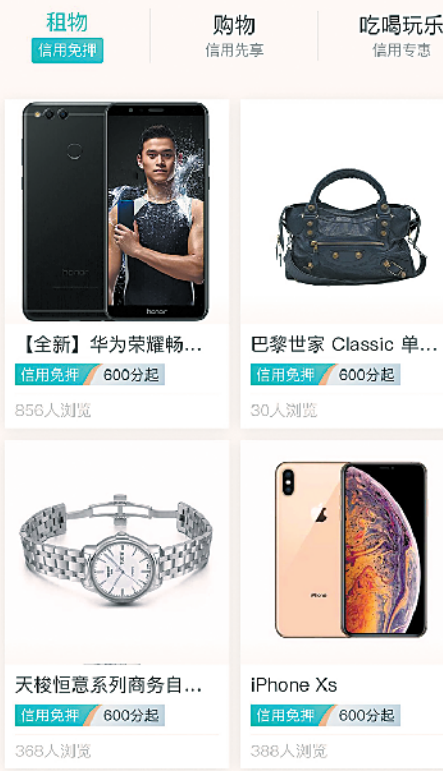 租物
购物
吃喝玩乐
信用免押
信用先享
信用专惠
honor
honor
【全新】华为荣耀畅...
巴黎世家 Classic 单...
信用免押
600分起
信用免押
600分起
856人浏览
30人浏览
iPhone
天梭恒意系列商务自...
iPhone Xs
信用免押
600分起
信用免押
600分起
368人浏览
388人浏览